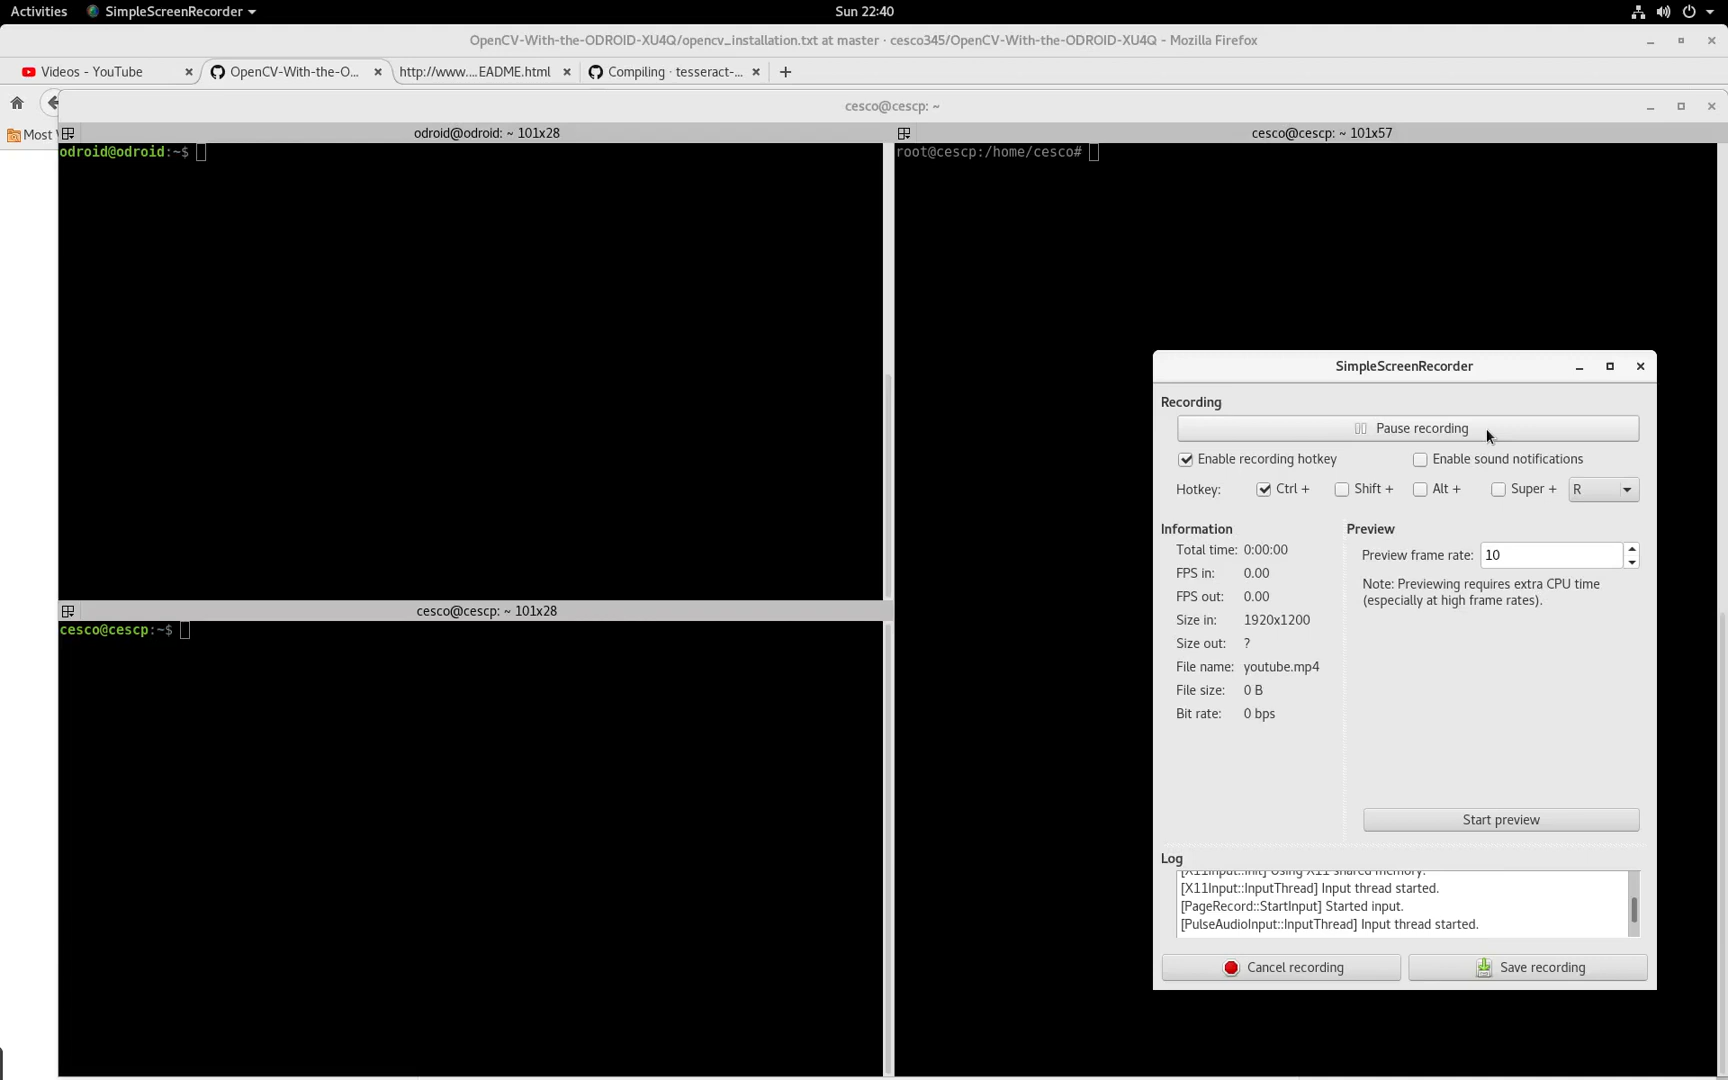 Activities SimpleScreenRecorder Sun 22:40
OpenCV-With-the-ODROID-XU4Q/opencv_installation.txt at master · cesco345/OpenCV-With-the-ODROID-XU4Q - Mozilla Firefox
Videos - YouTube OpenCV-With-the-O... http://www....EADME.html Compiling · tesseract-...
cesco@cescp: ~
Most
odroid@odroid: ~ 101x28
odroid@odroid:~$
cesco@cescp: ~ 101x57
root@cescp:/home/cesco#
cesco@cescp: ~ 101x28
cesco@cescp:~$
SimpleScreenRecorder
Recording
Pause recording
Enable recording hotkey Enable sound notifications
Hotkey: Ctrl + Shift + Alt + Super + R
Information
Total time: 0:00:00
FPS in: 0.00
FPS out: 0.00
Size in: 1920x1200
Size out: ?
File name: youtube.mp4
File size: 0 B
Bit rate: 0 bps
Preview
Preview frame rate: 10
Note: Previewing requires extra CPU time
(especially at high frame rates).
Start preview
Log
[X11Input::Init] Using X11 shared memory.
[X11Input::InputThread] Input thread started.
[PageRecord::StartInput] Started input.
[PulseAudioInput::InputThread] Input thread started.
Cancel recording Save recording